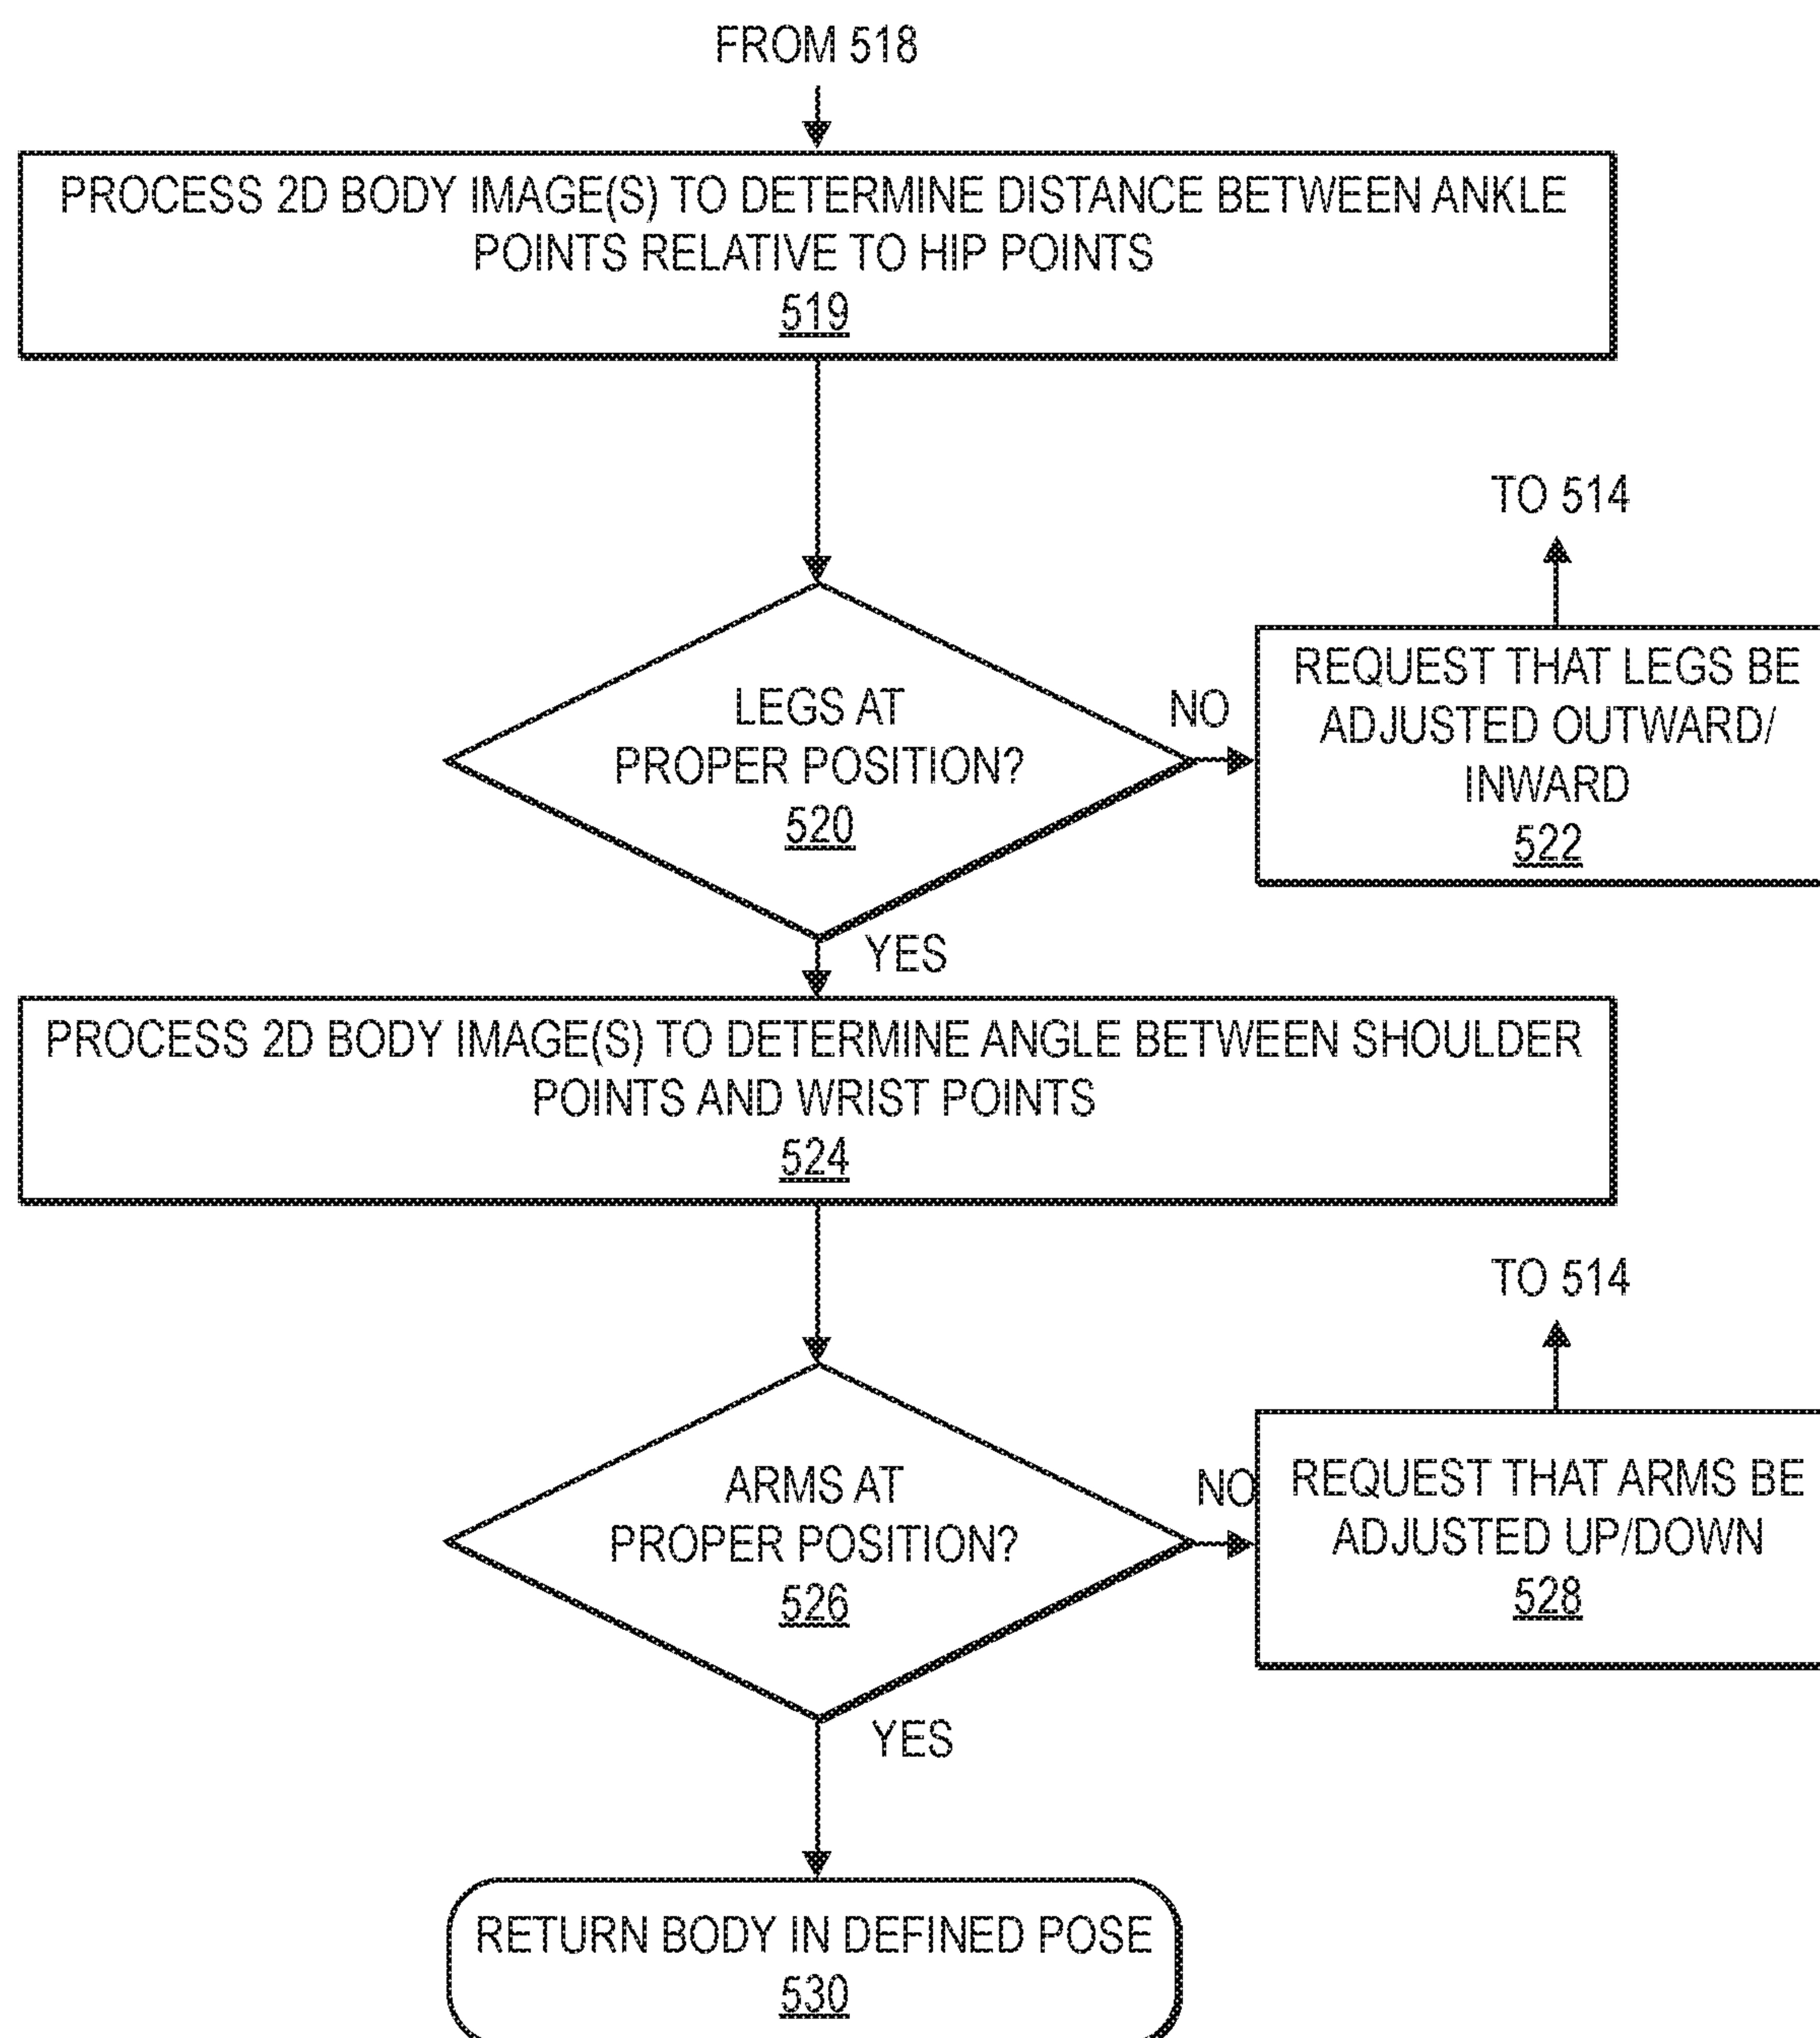 FROM 518
PROCESS 2D BODY IMAGE(S) TO DETERMINE DISTANCE BETWEEN ANKLE
POINTS RELATIVE TO HIP POINTS
519
TO 514
LEGS AT
PROPER POSITION?
520
NO
REQUEST THAT LEGS BE
ADJUSTED OUTWARD/
INWARD
522
YES
PROCESS 2D BODY IMAGE(S) TO DETERMINE ANGLE BETWEEN SHOULDER
POINTS AND WRIST POINTS
524
TO 514
ARMS AT
PROPER POSITION?
526
NO
REQUEST THAT ARMS BE
ADJUSTED UP/DOWN
528
YES
RETURN BODY IN DEFINED POSE
530